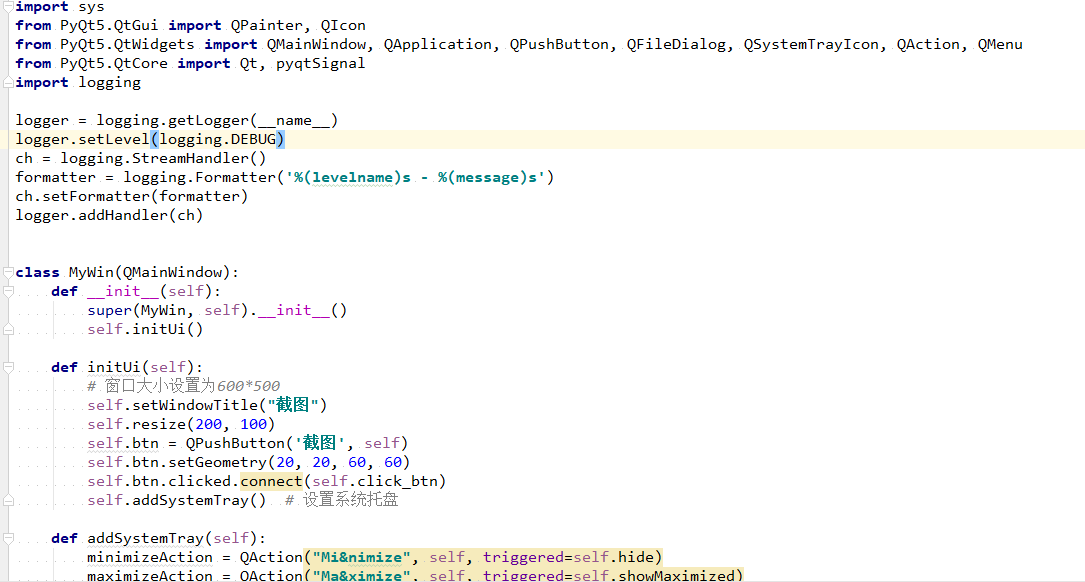 import sys
from PyQt5.QtGui import QPainter, QIcon
from PyQt5.QtWidgets import QMainWindow, QApplication, QPushButton, QFileDialog, QSystemTrayIcon, QAction, QMenu
from PyQt5.QtCore import Qt, pyqtSignal
import logging

logger = logging.getLogger(__name__)
logger.setLevel(logging.DEBUG)
ch = logging.StreamHandler()
formatter = logging.Formatter('%(levelname)s - %(message)s')
ch.setFormatter(formatter)
logger.addHandler(ch)


class MyWin(QMainWindow):
    def __init__(self):
        super(MyWin, self).__init__()
        self.initUi()

    def initUi(self):
        # 窗口大小设置为600*500
        self.setWindowTitle("截图")
        self.resize(200, 100)
        self.btn = QPushButton('截图', self)
        self.btn.setGeometry(20, 20, 60, 60)
        self.btn.clicked.connect(self.click_btn)
        self.addSystemTray()  # 设置系统托盘

    def addSystemTray(self):
        minimizeAction = QAction("Mi&nimize", self, triggered=self.hide)
        maximizeAction = QAction("Ma&ximize", self, triggered=self.showMaximized)